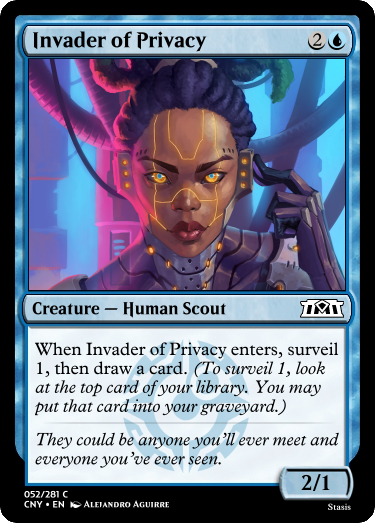 Invader of Privacy 2
Creature — Human Scout
When Invader of Privacy enters, surveil
1, then draw a card. (To surveil 1, look
at the top card of your library. You may
put that card into your graveyard.)
They could be anyone you'll ever meet and
everyone you've ever seen.
2/1
052/281 C
CNY • EN Alejandro Aguirre
Stasis